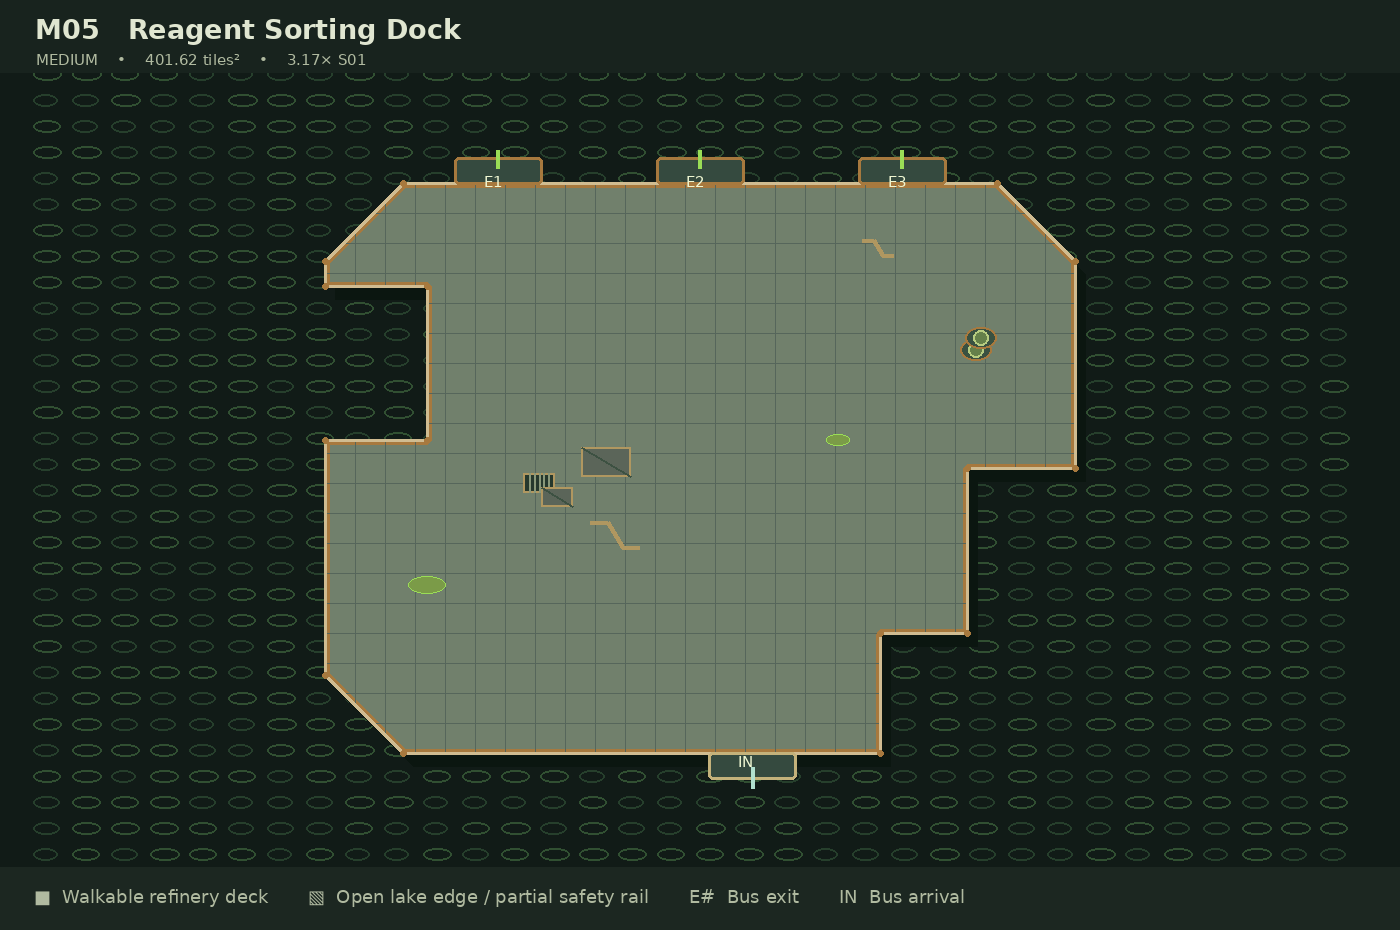 M05 Reagent Sorting Dock
MEDIUM • 401.62 tiles² • 3.17× S01
E1 E2 E3
IN
Walkable refinery deck Open lake edge / partial safety rail E# Bus exit IN Bus arrival